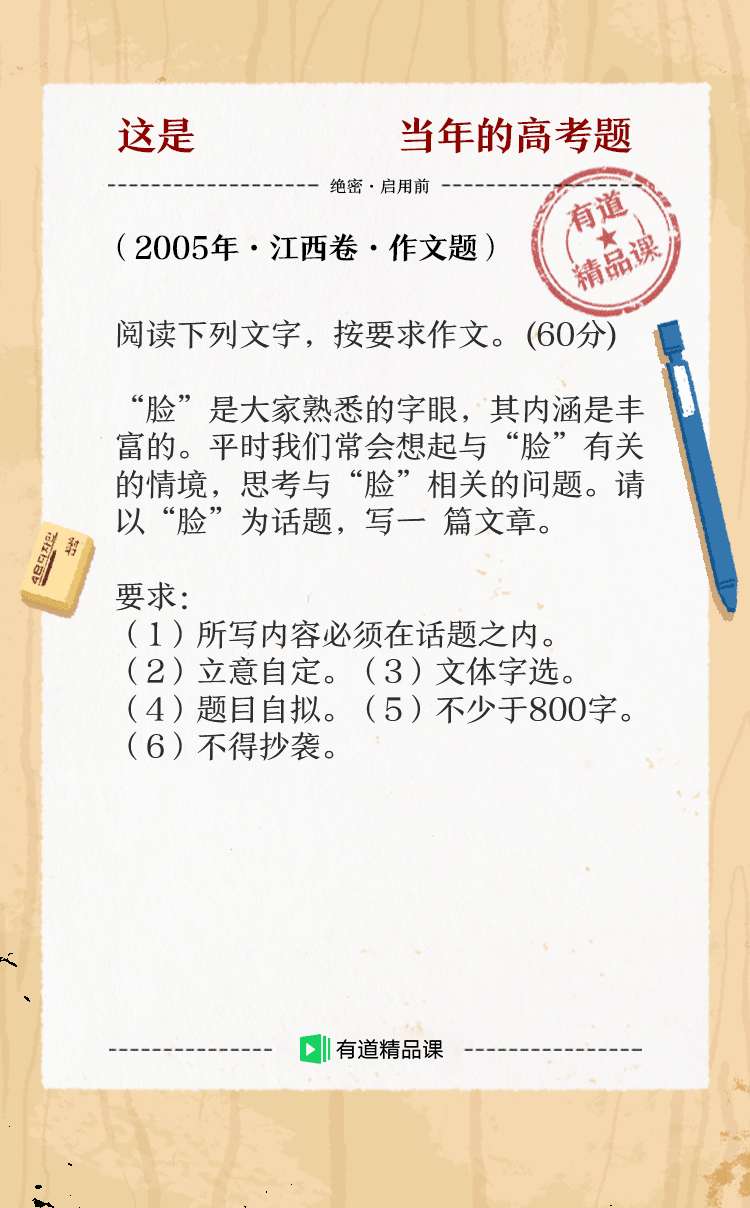 这是 当年的高考题
绝密·启用前
有道
精品课
（2005年·江西卷·作文题）
阅读下列文字，按要求作文。(60分)
“脸”是大家熟悉的字眼，其内涵是丰
富的。平时我们常会想起与“脸”有关
的情境，思考与“脸”相关的问题。请
以“脸”为话题，写一 篇文章。
要求：
（1）所写内容必须在话题之内。
（2）立意自定。（3）文体字选。
（4）题目自拟。（5）不少于800字。
（6）不得抄袭。
有道精品课